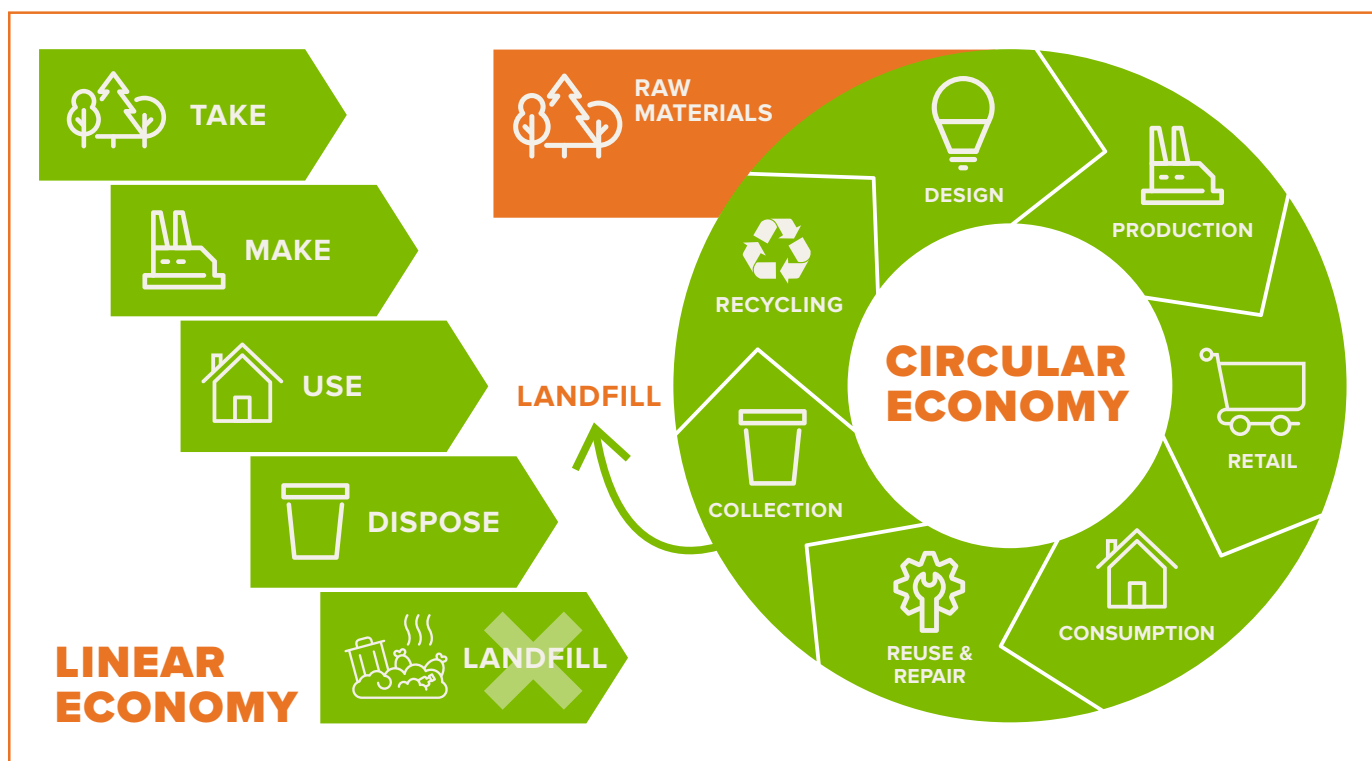 TAKE
MAKE
USE
DISPOSE
LANDFILL
LINEAR
ECONOMY
RAW
MATERIALS
DESIGN
PRODUCTION
RETAIL
CONSUMPTION
REUSE &
REPAIR
COLLECTION
RECYCLING
LANDFILL
CIRCULAR
ECONOMY